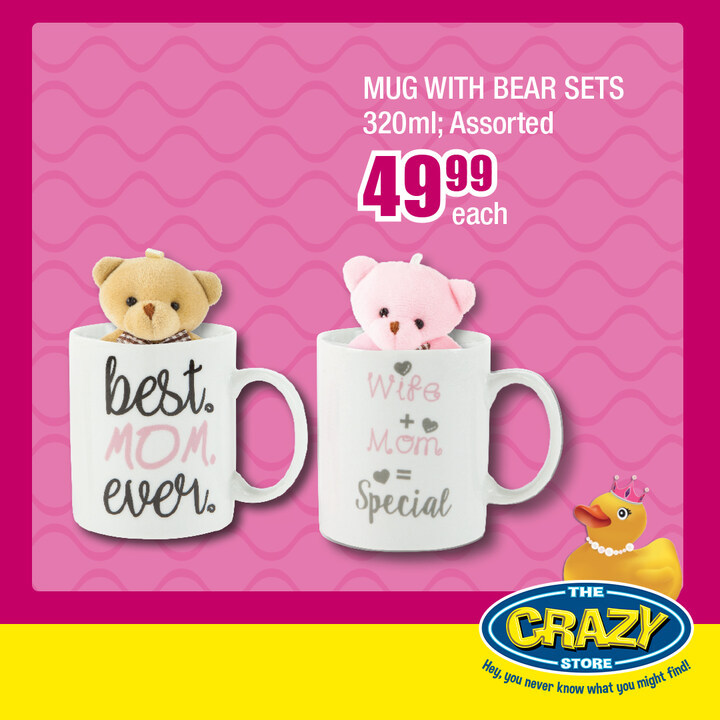 MUG WITH BEAR SETS
320ml; Assorted
49⁹⁹
each
best.
MOM.
ever.
Wife
+
Mom
=
Special
THE
CRAZY
STORE
Hey, you never know what you might find!